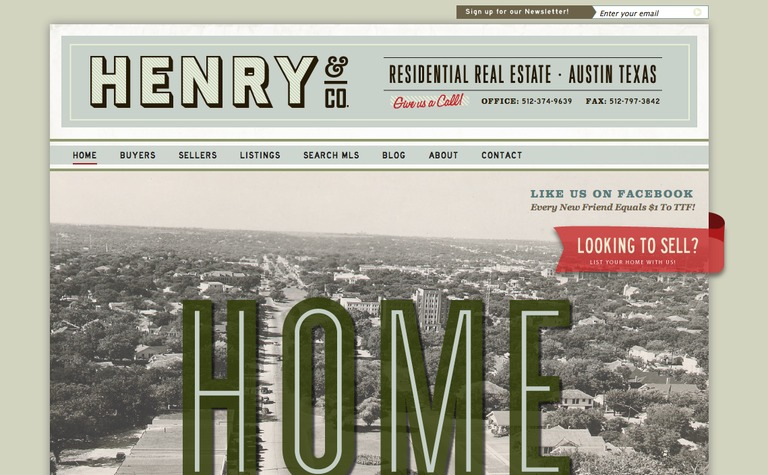 Sign up for our Newsletter!
Enter your email
HENRY & CO.
RESIDENTIAL REAL ESTATE · AUSTIN TEXAS
Give us a Call! OFFICE: 512-374-9639 FAX: 512-797-3842
HOME BUYERS SELLERS LISTINGS SEARCH MLS BLOG ABOUT CONTACT
LIKE US ON FACEBOOK
Every New Friend Equals $1 To TTF!
LOOKING TO SELL?
LIST YOUR HOME WITH US!
HOME